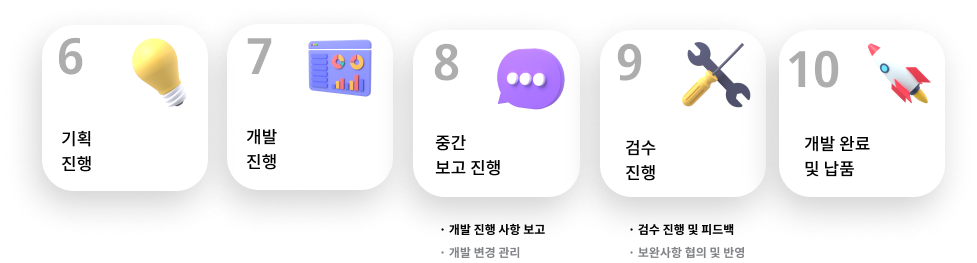 6
기획
진행
7
개발
진행
8
중간
보고 진행
· 개발 진행 사항 보고
· 개발 변경 관리
9
검수
진행
· 검수 진행 및 피드백
· 보완사항 협의 및 반영
10
개발 완료
및 납품